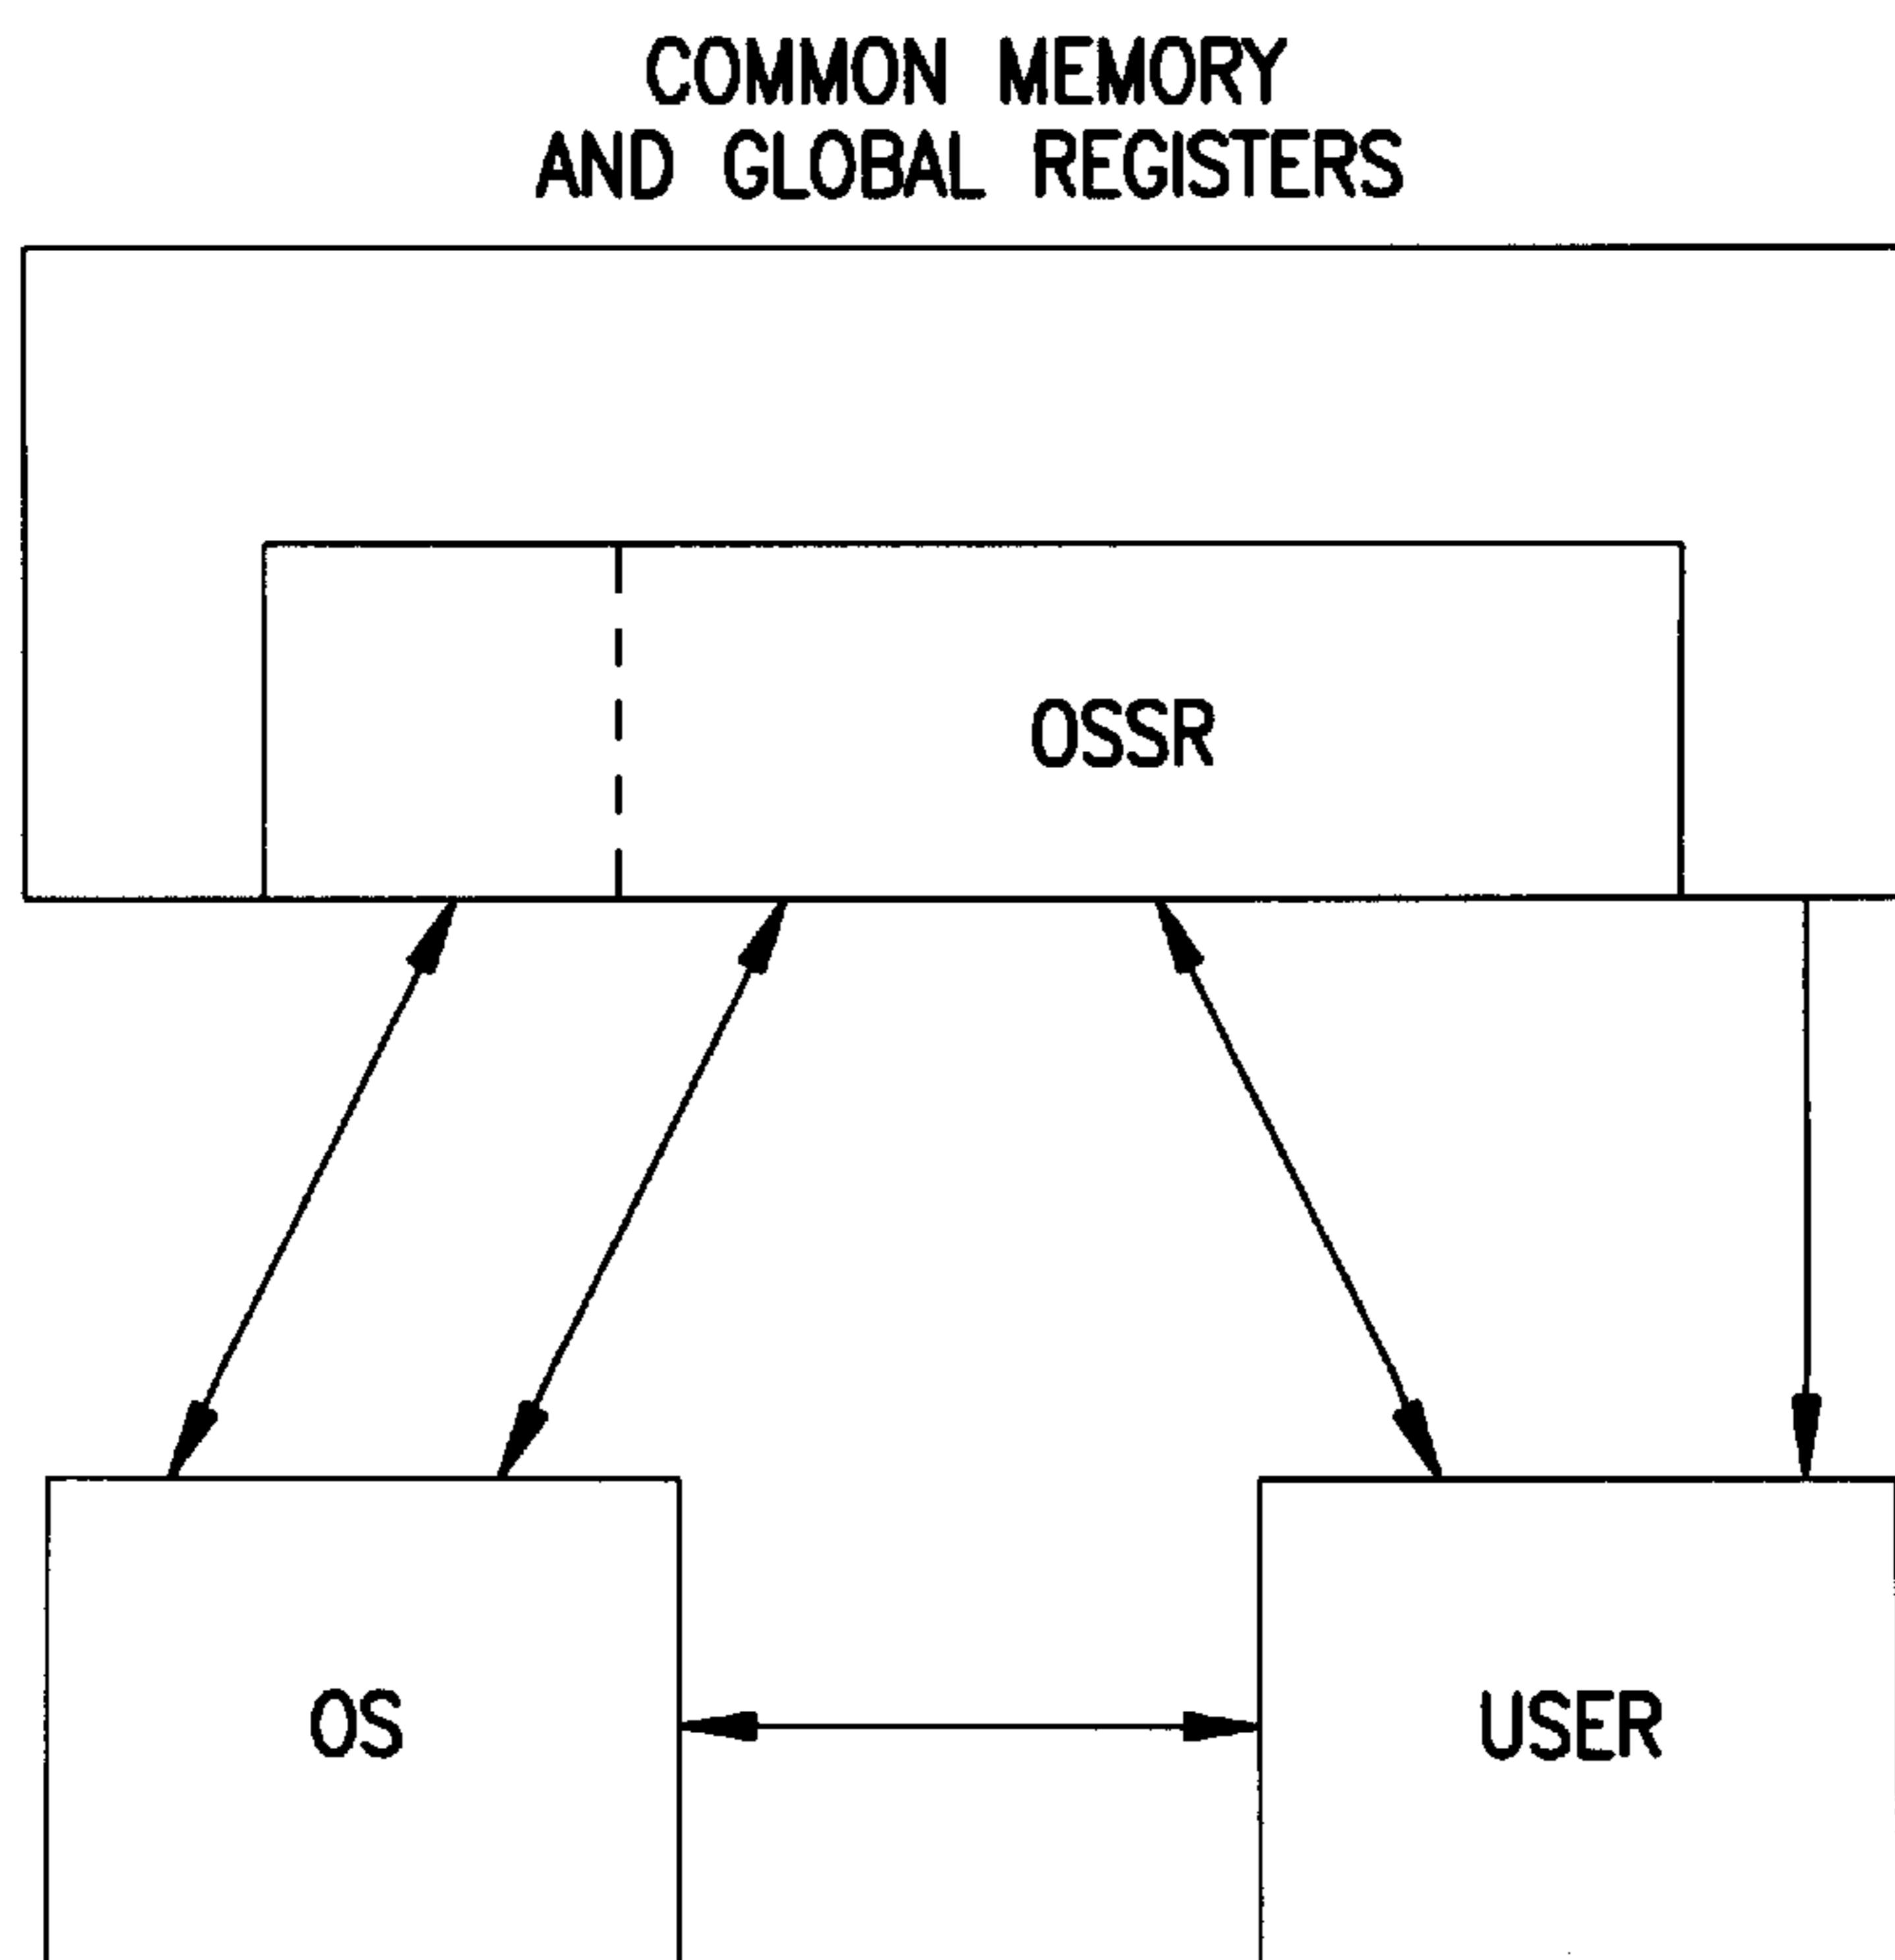 COMMON MEMORY
AND GLOBAL REGISTERS
OSSR
OS
USER